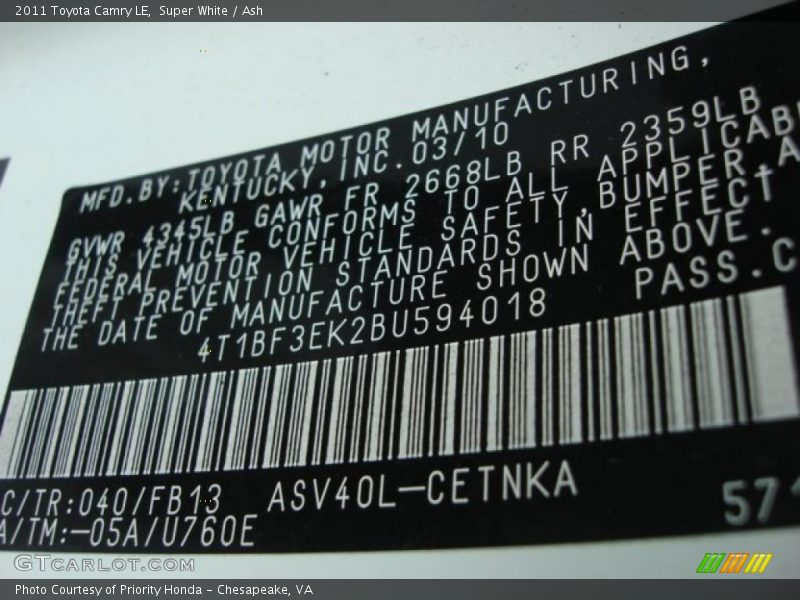 2011 Toyota Camry LE, Super White / Ash
MFD.BY:TOYOTA MOTOR MANUFACTURING,
KENTUCKY,INC.03/10
GVWR 4345LB GAWR FR 2668LB RR 2359LB
THIS VEHICLE CONFORMS TO ALL APPLICAB
FEDERAL MOTOR VEHICLE SAFETY,BUMPER,A
THEFT PREVENTION STANDARDS IN EFFECT
THE DATE OF MANUFACTURE SHOWN ABOVE.
4T1BF3EK2BU594018 PASS.C
C/TR:040/FB13 ASV40L-CETNKA
A/TM:-05A/U760E 571
GTCARLOT.COM
Photo Courtesy of Priority Honda - Chesapeake, VA